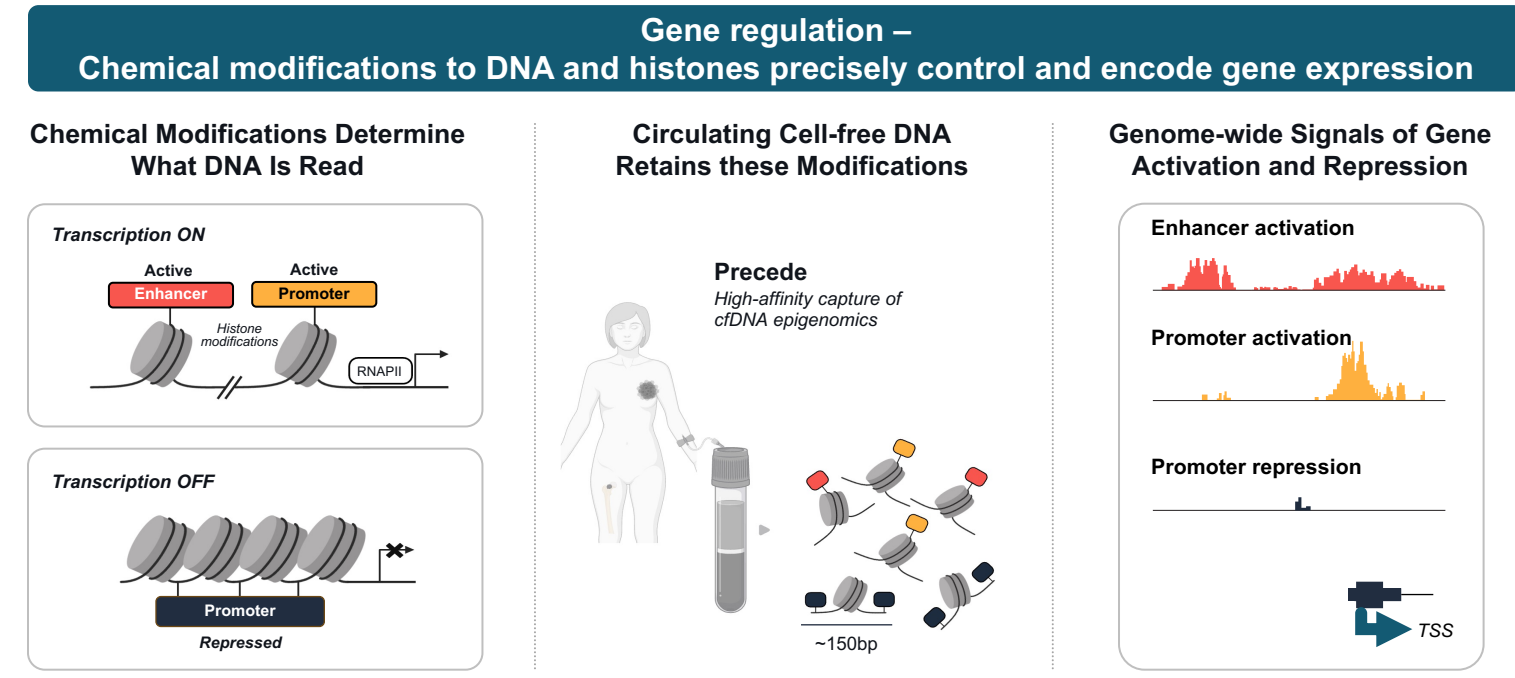 Gene regulation –
Chemical modifications to DNA and histones precisely control and encode gene expression
Chemical Modifications Determine
What DNA Is Read
Transcription ON
Active
Enhancer
Active
Promoter
Histone
modifications
RNAPII
Transcription OFF
Promoter
Repressed
Circulating Cell-free DNA
Retains these Modifications
Precede
High-affinity capture of
cfDNA epigenomics
~150bp
Genome-wide Signals of Gene
Activation and Repression
Enhancer activation
Promoter activation
Promoter repression
TSS